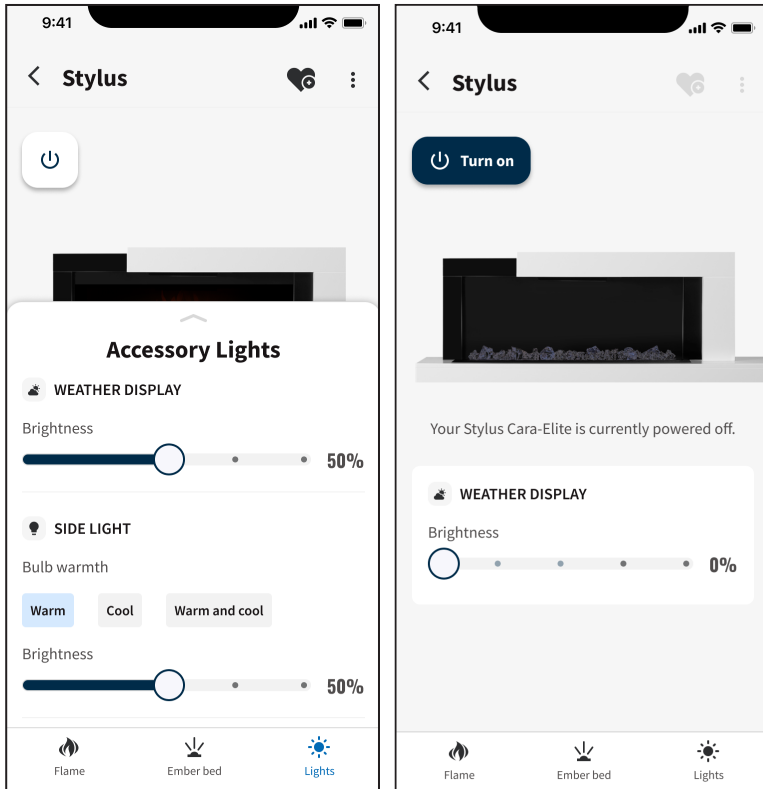 9:41
Stylus
Accessory Lights
WEATHER DISPLAY
Brightness
50%
SIDE LIGHT
Bulb warmth
Warm
Cool
Warm and cool
Brightness
50%
Flame
Ember bed
Lights
9:41
Stylus
Turn on
Your Stylus Cara-Elite is currently powered off.
WEATHER DISPLAY
Brightness
0%
Flame
Ember bed
Lights